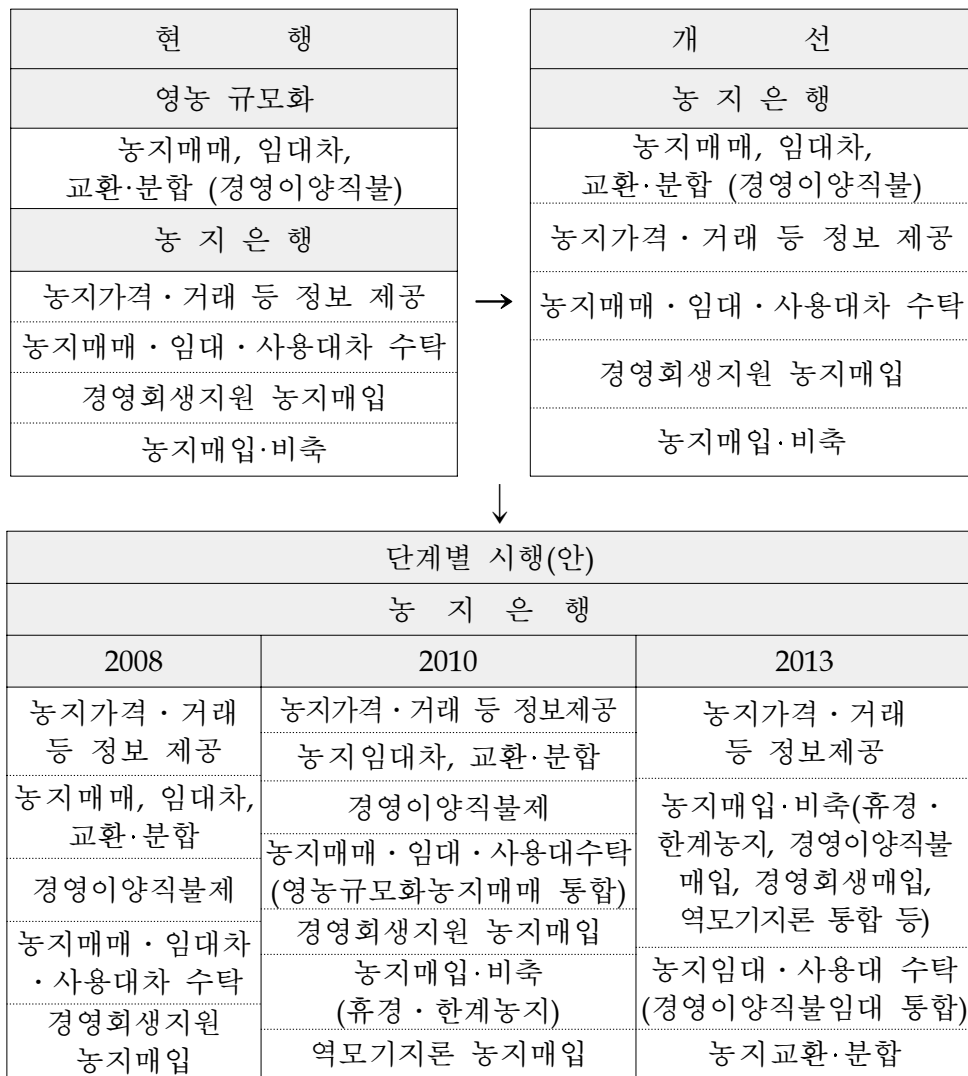 현 행
영농 규모화
농지매매, 임대차,
교환·분합 (경영이양직불)
농 지 은 행
농지가격·거래 등 정보 제공
농지매매·임대·사용대차 수탁
경영회생지원 농지매입
농지매입·비축
→
개 선
농 지 은 행
농지매매, 임대차,
교환·분합 (경영이양직불)
농지가격·거래 등 정보 제공
농지매매·임대·사용대차 수탁
경영회생지원 농지매입
농지매입·비축
↓
단계별 시행(안)
농 지 은 행
2008
농지가격·거래
등 정보 제공
농지매매, 임대차,
교환·분합
경영이양직불제
농지매매·임대차
·사용대차 수탁
경영회생지원
농지매입
2010
농지가격·거래 등 정보제공
농지임대차, 교환·분합
경영이양직불제
농지매매·임대·사용대수탁
(영농규모화농지매매 통합)
경영회생지원 농지매입
농지매입·비축
(휴경·한계농지)
역모기지론 농지매입
2013
농지가격·거래
등 정보제공
농지매입·비축(휴경·
한계농지, 경영이양직불
매입, 경영회생매입,
역모기지론 통합 등)
농지임대·사용대 수탁
(경영이양직불임대 통합)
농지교환·분합